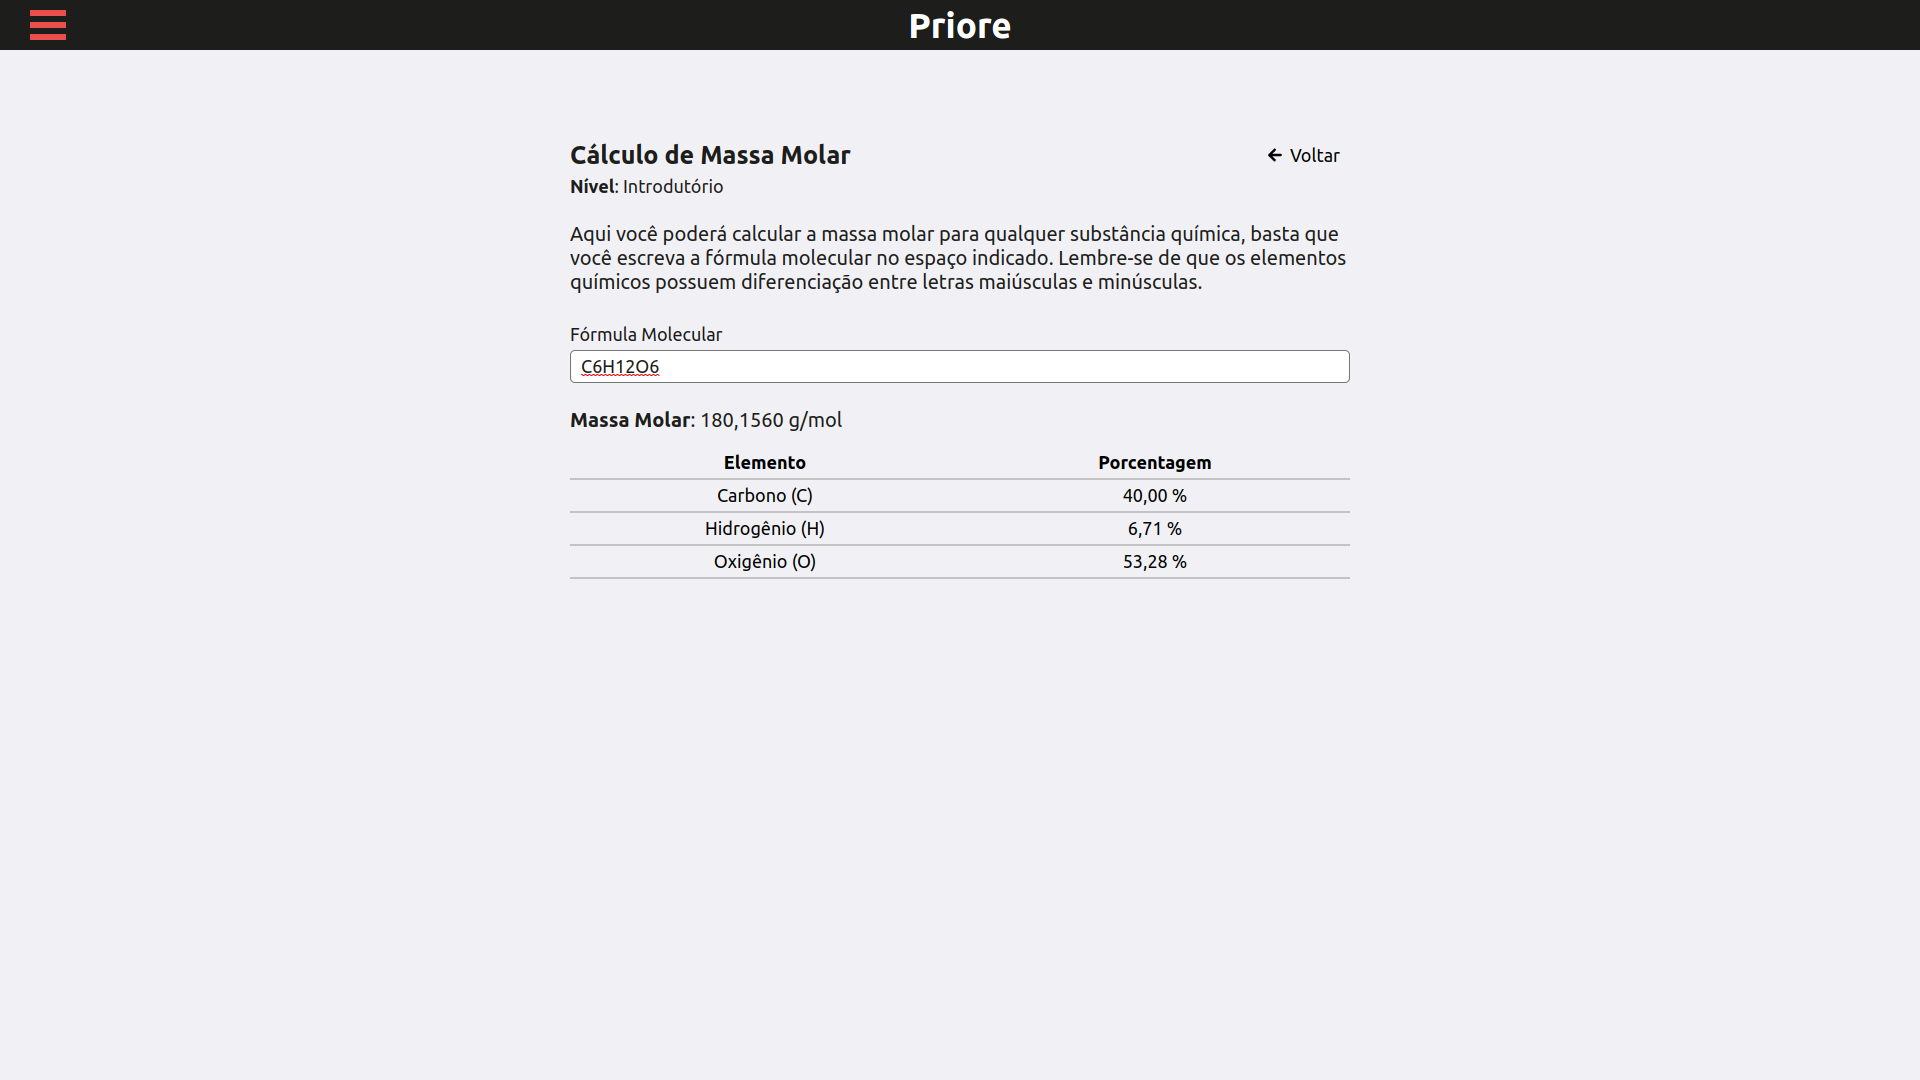 Priore
Cálculo de Massa Molar
Voltar
Nível: Introdutório
Aqui você poderá calcular a massa molar para qualquer substância química, basta que
você escreva a fórmula molecular no espaço indicado. Lembre-se de que os elementos
químicos possuem diferenciação entre letras maiúsculas e minúsculas.
Fórmula Molecular
C6H12O6
Massa Molar: 180,1560 g/mol
Elemento Porcentagem
Carbono (C) 40,00 %
Hidrogênio (H) 6,71 %
Oxigênio (O) 53,28 %